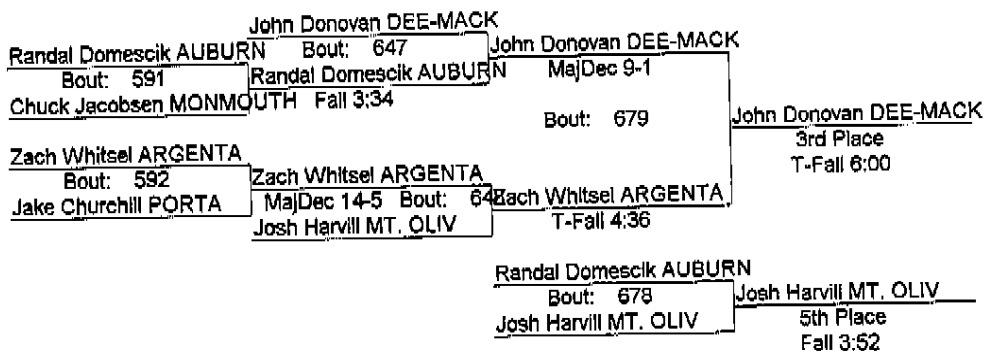 John Donovan DEE-MACK
Randal Domescik AUBURN
Bout: 647
John Donovan DEE-MACK
Bout: 591
Randal Domescik AUBURN
MajDec 9-1
Chuck Jacobsen MONMOUTH
Fall 3:34
Bout: 679
John Donovan DEE-MACK
3rd Place
T-Fall 6:00
Zach Whitsel ARGENTA
Bout: 592
Zach Whitsel ARGENTA
Jake Churchill PORTA
MajDec 14-5 Bout:
Zach Whitsel ARGENTA
Josh Harvill MT. OLIV
T-Fall 4:36
Randal Domescik AUBURN
Bout: 678
Josh Harvill MT. OLIV
Josh Harvill MT. OLIV
5th Place
Fall 3:52